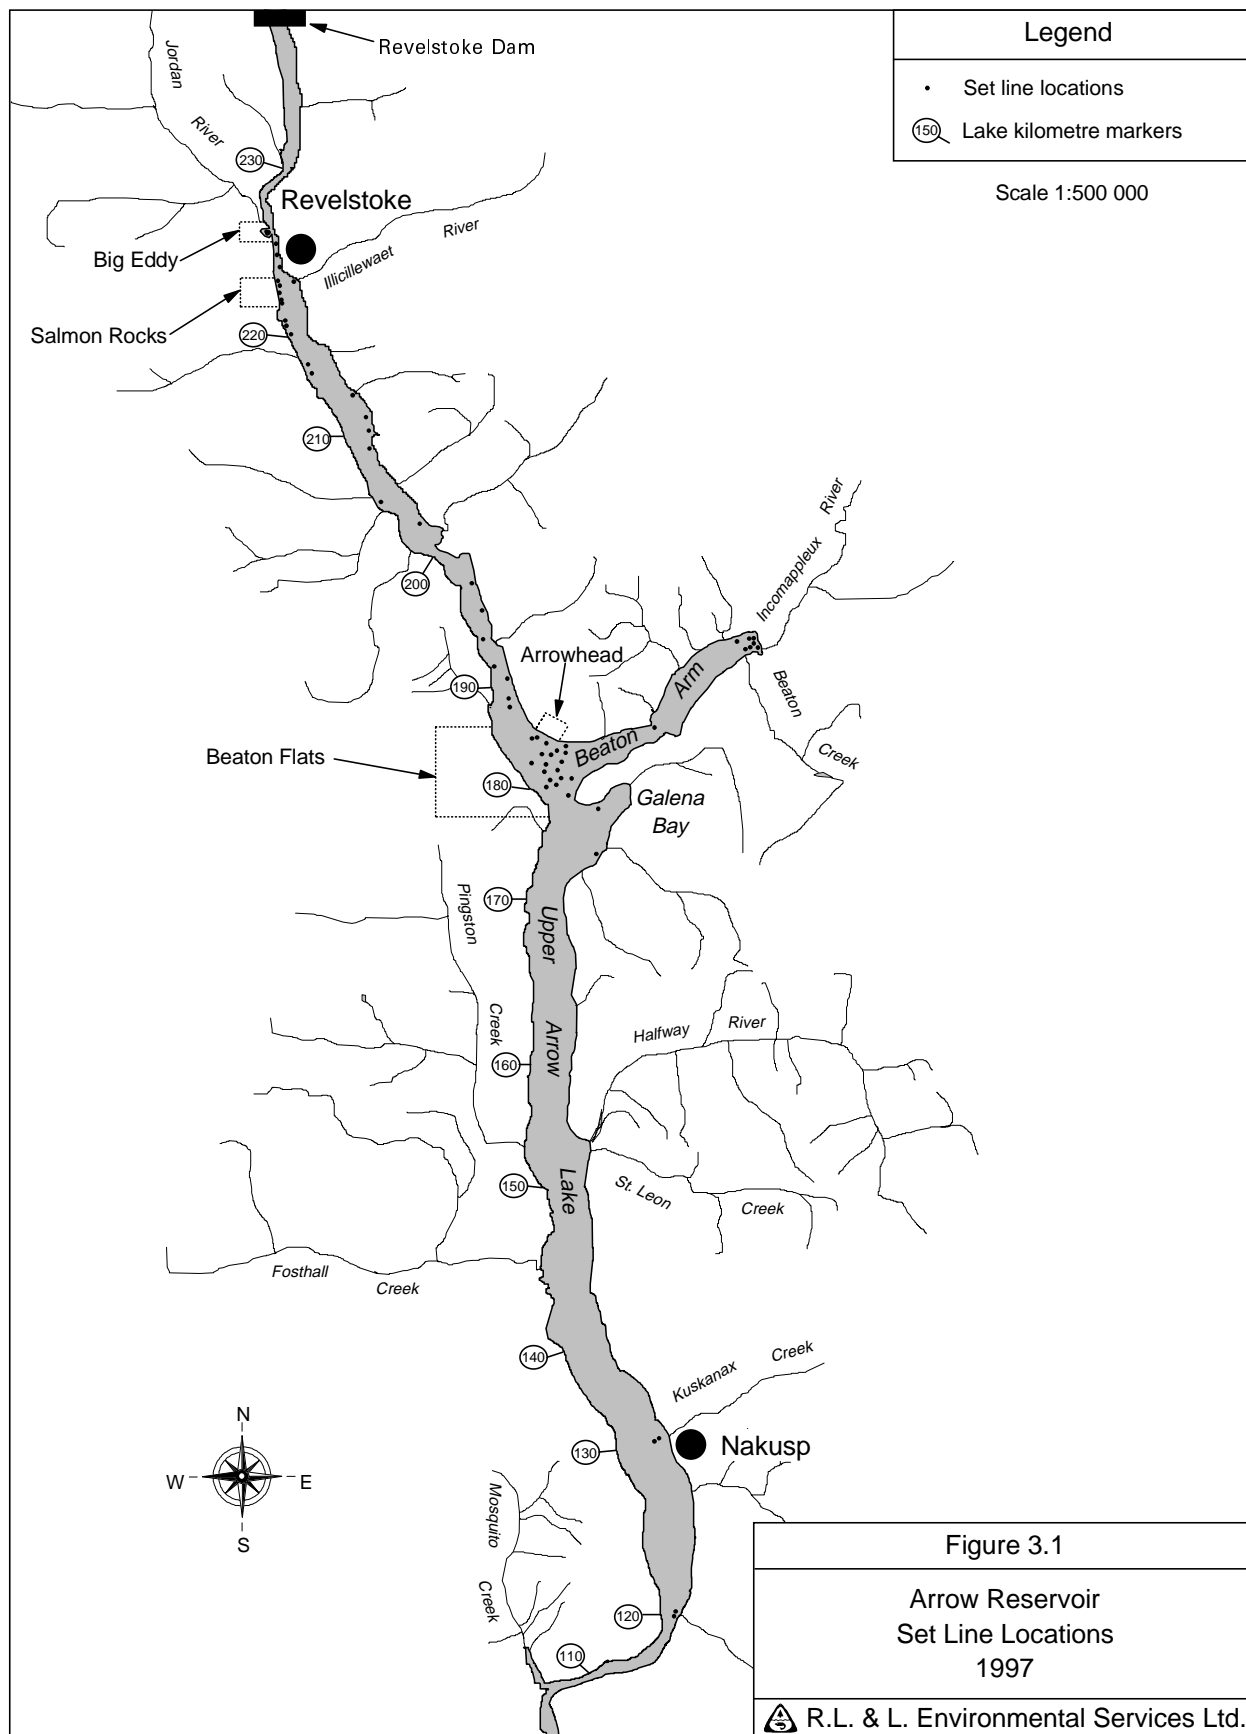 Revelstoke Dam
Legend
Set line locations
150
Lake kilometre markers
Scale 1:500 000
Jordan
River
230
Revelstoke
Big Eddy
Illicillewaet
River
Salmon Rocks
220
210
200
Incomappleux
River
Arrowhead
Arm
190
Beaton
Beaton
Creek
Beaton Flats
180
Galena
Bay
Pingston
Creek
170
Upper
Arrow
Lake
Halfway
River
160
150
St. Leon
Creek
Fosthall
Creek
140
Kuskanax
Creek
130
Nakusp
N
W
E
S
Mosquito
Creek
120
110
Figure 3.1
Arrow Reservoir
Set Line Locations
1997
R.L. & L. Environmental Services Ltd.